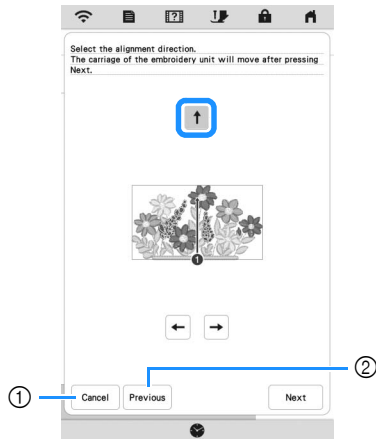 Select the alignment direction.
The carriage of the embroidery unit will move after pressing
Next.
↑
1
← →
②
① Cancel Previous Next